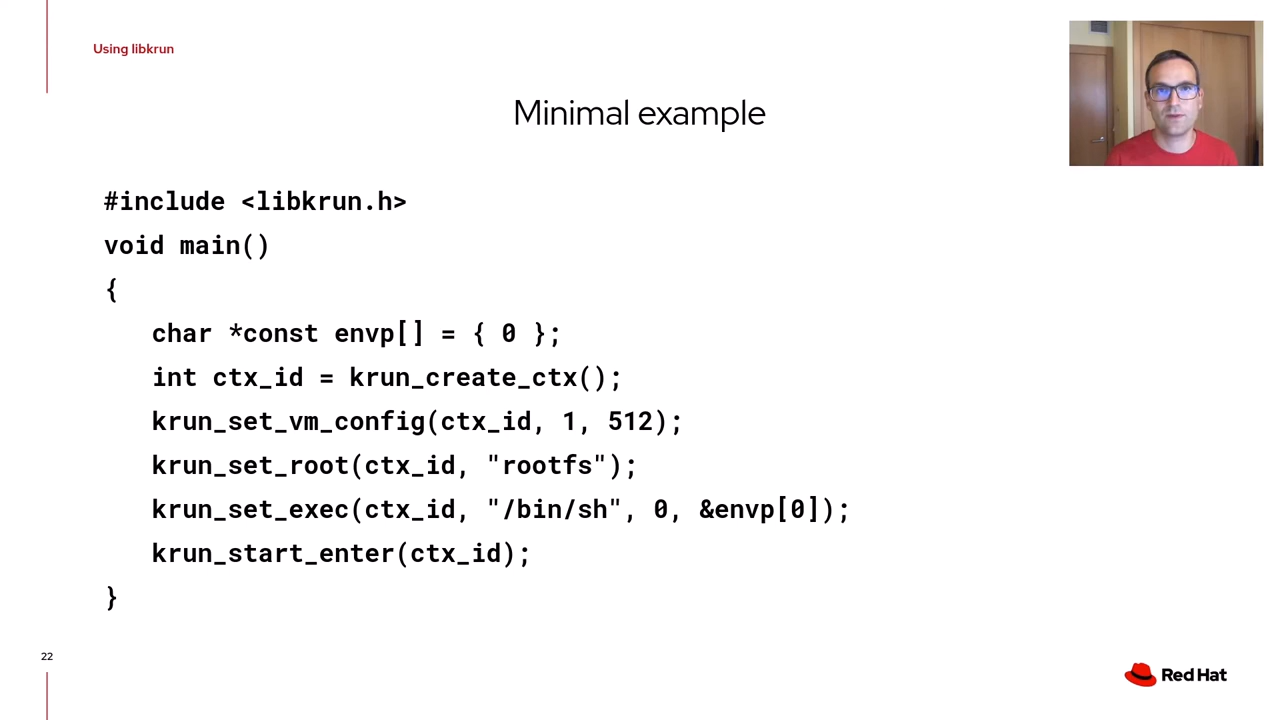 Using libkrun
Minimal example
#include <libkrun.h>
void main()
{
char *const envp[] = { 0 };
int ctx_id = krun_create_ctx();
krun_set_vm_config(ctx_id, 1, 512);
krun_set_root(ctx_id, "rootfs");
krun_set_exec(ctx_id, "/bin/sh", 0, &envp[0]);
krun_start_enter(ctx_id);
}
22
Red Hat